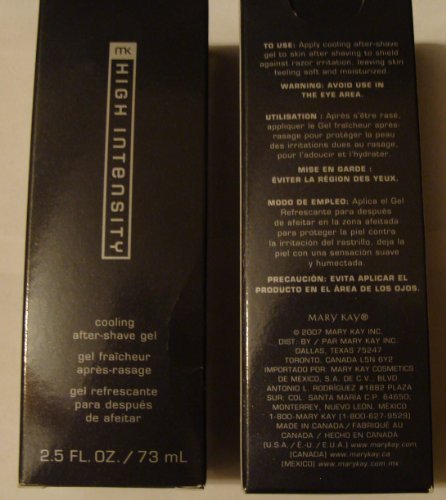 mk
HIGH INTENSITY
cooling
after-shave gel
gel fraîcheur
après-rasage
gel refrescante
para después
de afeitar
2.5 FL. OZ. / 73 mL
TO USE: Apply cooling after-shave
gel to skin after shaving to shield
against razor irritation, leaving skin
feeling soft and moisturized.
WARNING: AVOID USE IN
THE EYE AREA.
UTILISATION : Après s'être rasé,
appliquer le Gel fraîcheur après-
rasage pour protéger la peau
des irritations dues au rasage,
pour l'adoucir et l'hydrater.
MISE EN GARDE :
ÉVITER LA RÉGION DES YEUX.
MODO DE EMPLEO: Aplica el Gel
Refrescante para después
de afeitar en la zona afeitada
para proteger la piel contra
la irritación del rastrillo, deja la
piel con una sensación suave
y humectada.
PRECAUCIÓN: EVITA APLICAR EL
PRODUCTO EN EL ÁREA DE LOS OJOS.
MARY KAY®
© 2007 MARY KAY INC.
DIST. BY / PAR MARY KAY INC.
DALLAS, TEXAS 75247
TORONTO, CANADA L5N 6Y2
IMPORTADO POR: MARY KAY COSMETICS
DE MÉXICO, S.A. DE C.V., BLVD
ANTONIO L. RODRÍGUEZ #1882 PLAZA
SUR; COL. SANTA MARÍA C.P. 64650;
MONTERREY, NUEVO LEÓN, MÉXICO
1-800-MARY KAY (1-800-627-9529)
MADE IN CANADA / FABRIQUÉ AU
CANADA / HECHO EN CANADÁ
(U.S.A. / É.-U. / E.U.A.) www.marykay.com
(CANADA) www.marykay.ca
(MÉXICO) www.marykay.com.mx